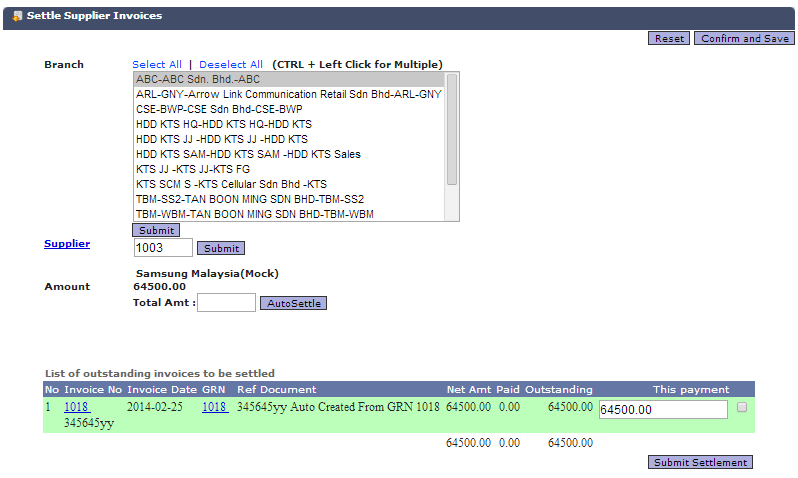 Settle Supplier Invoices
Reset Confirm and Save
Branch Select All | Deselect All (CTRL + Left Click for Multiple)
ABC-ABC Sdn. Bhd.-ABC
ARL-GNY-Arrow Link Communication Retail Sdn Bhd-ARL-GNY
CSE-BWP-CSE Sdn Bhd-CSE-BWP
HDD KTS HQ-HDD KTS HQ-HDD KTS
HDD KTS JJ -HDD KTS JJ -HDD KTS
HDD KTS SAM-HDD KTS SAM -HDD KTS Sales
KTS JJ -KTS JJ-KTS FG
KTS SCM S -KTS Cellular Sdn Bhd -KTS
TBM-SS2-TAN BOON MING SDN BHD-TBM-SS2
TBM-WBM-TAN BOON MING SDN BHD-TBM-WBM
Submit
Supplier 1003 Submit
Samsung Malaysia(Mock)
Amount 64500.00
Total Amt : AutoSettle
List of outstanding invoices to be settled
No Invoice No Invoice Date GRN Ref Document Net Amt Paid Outstanding This payment
1 1018 2014-02-25 1018 345645yy Auto Created From GRN 1018 64500.00 0.00 64500.00 64500.00
345645yy
64500.00 0.00 64500.00
Submit Settlement